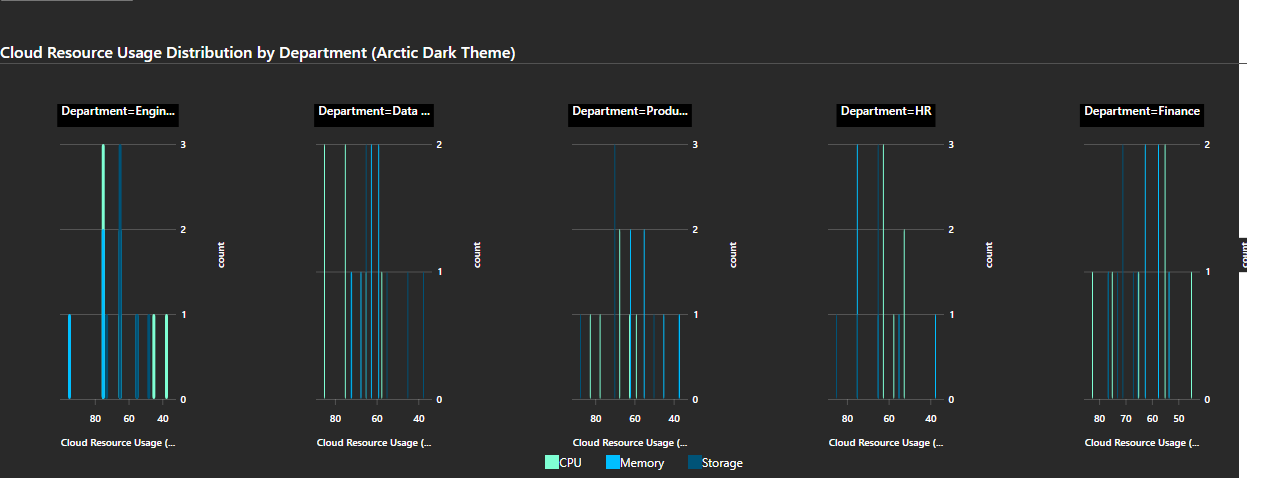 Cloud Resource Usage Distribution by Department (Arctic Dark Theme)
Department=Engin...
Department=Data ...
Department=Produ...
Department=HR
Department=Finance
3
2
1
0
count
80
60
40
Cloud Resource Usage (...
2
1
0
count
80
60
40
Cloud Resource Usage (...
3
2
1
0
count
80
60
40
Cloud Resource Usage (...
3
2
1
0
count
80
60
40
Cloud Resource Usage (...
2
1
0
count
80
70
60
50
Cloud Resource Usage (...
CPU
Memory
Storage